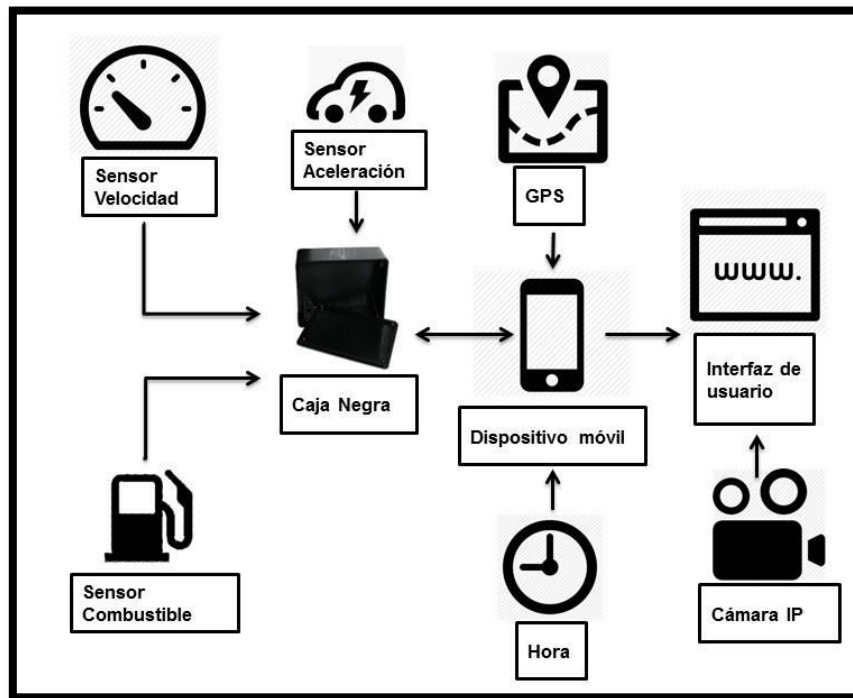 Sensor
Velocidad
Sensor
Aceleración
GPS
www.
Caja Negra
Dispositivo móvil
Interfaz de
usuario
Sensor
Combustible
Hora
Cámara IP